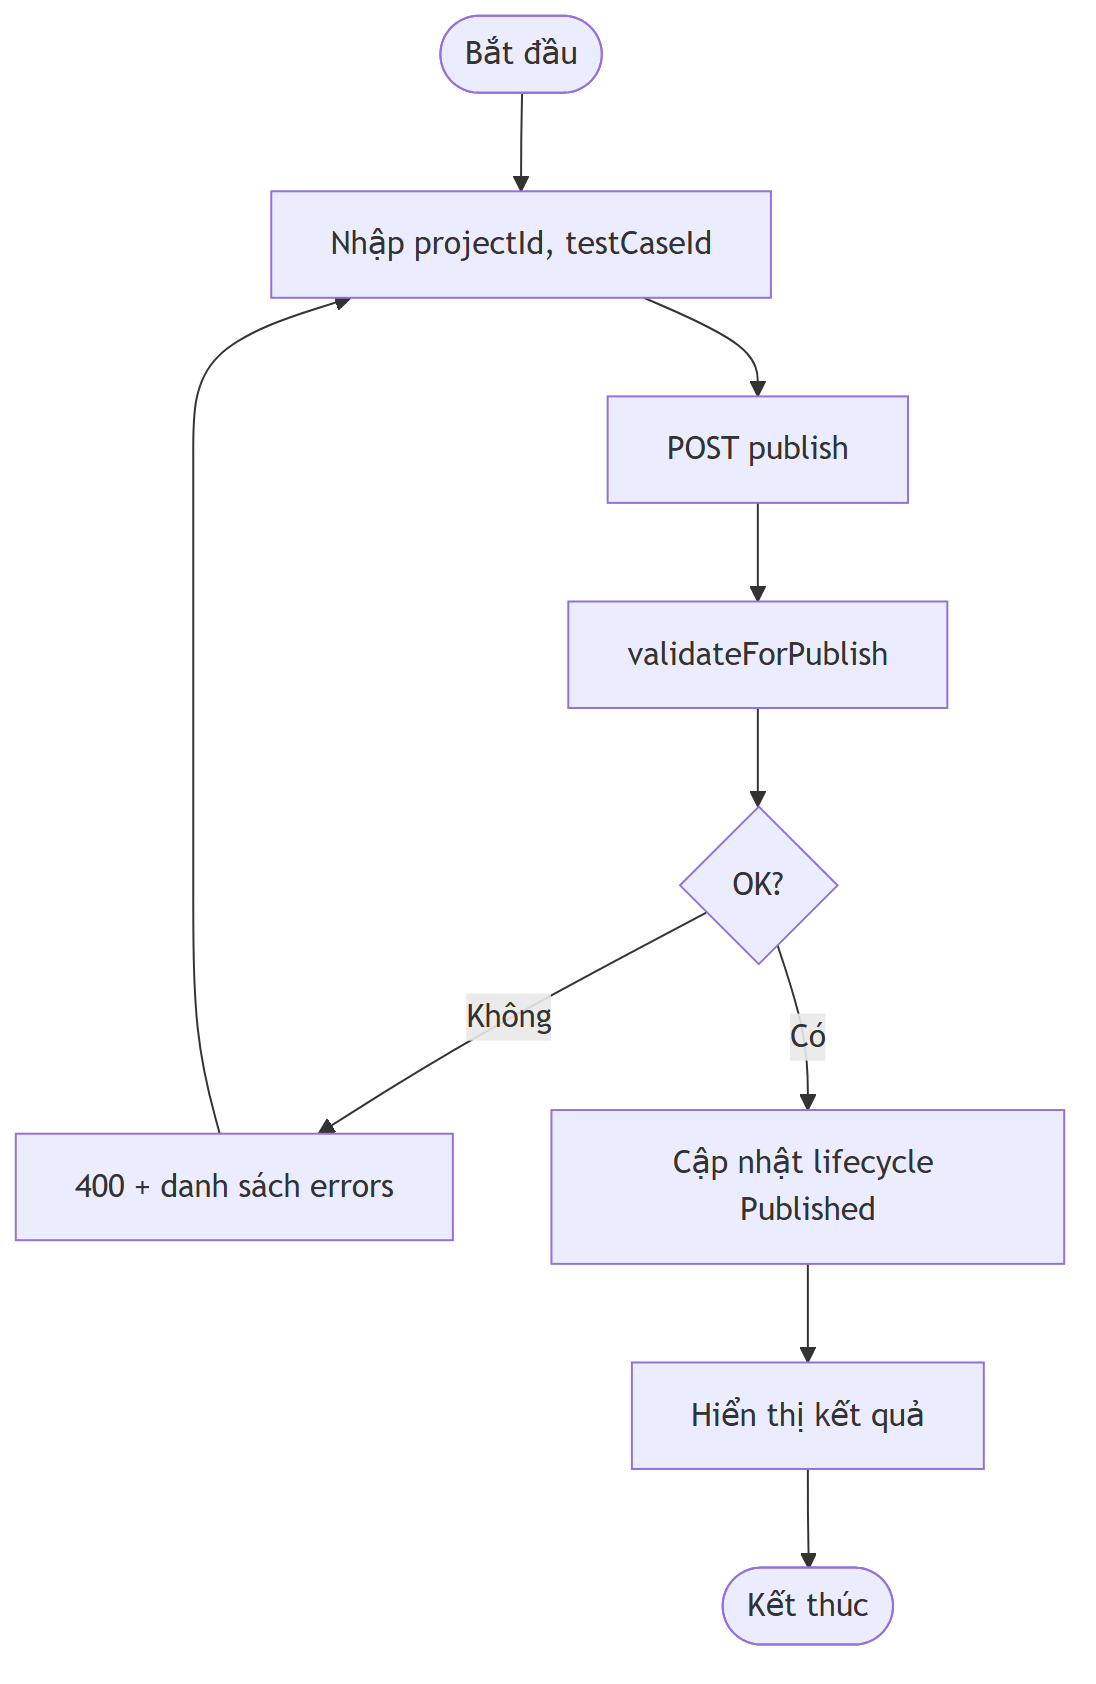 Bắt đầu
Nhập projectId, testCaseId
POST publish
validateForPublish
OK?
Không
Có
400 + danh sách errors
Cập nhật lifecycle
Published
Hiển thị kết quả
Kết thúc